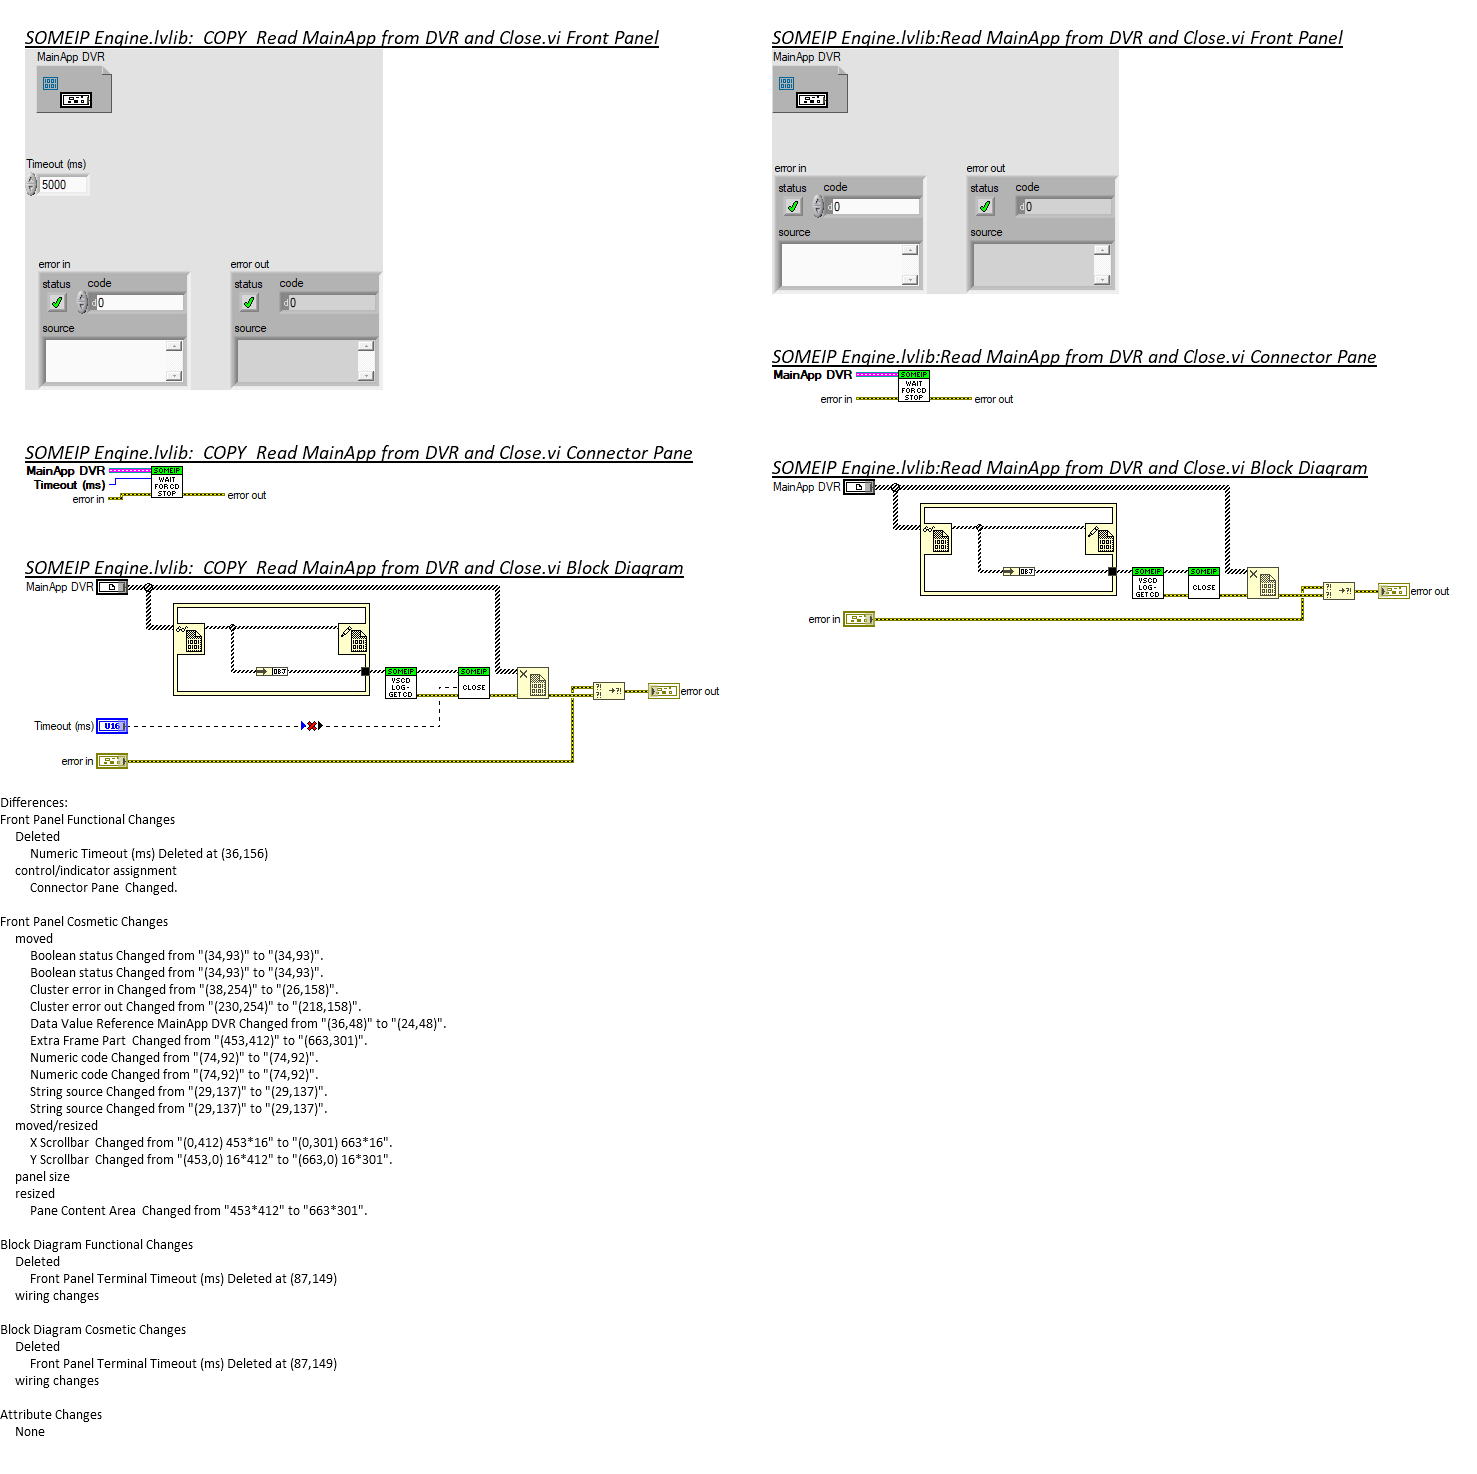 SOMEIP Engine.lvlib:  COPY  Read MainApp from DVR and Close.vi Front Panel
MainApp DVR
Timeout (ms)
5000
error in
status
code
d0
source
error out
status
code
d0
source
SOMEIP Engine.lvlib:  COPY  Read MainApp from DVR and Close.vi Connector Pane
MainApp DVR
Timeout (ms)
error in
SOMEIP
WAIT
FOR CD
STOP
error out
SOMEIP Engine.lvlib:  COPY  Read MainApp from DVR and Close.vi Block Diagram
MainApp DVR
OBJ
SOMEIP
VSCD
LOG-
GETCD
SOMEIP
CLOSE
error out
Timeout (ms)
U16
error in
SOMEIP Engine.lvlib:Read MainApp from DVR and Close.vi Front Panel
MainApp DVR
error in
status
code
d0
source
error out
status
code
d0
source
SOMEIP Engine.lvlib:Read MainApp from DVR and Close.vi Connector Pane
MainApp DVR
error in
SOMEIP
WAIT
FOR CD
STOP
error out
SOMEIP Engine.lvlib:Read MainApp from DVR and Close.vi Block Diagram
MainApp DVR
OBJ
SOMEIP
VSCD
LOG-
GETCD
SOMEIP
CLOSE
error out
error in
Differences:
Front Panel Functional Changes
Deleted
Numeric Timeout (ms) Deleted at (36,156)
control/indicator assignment
Connector Pane  Changed.
Front Panel Cosmetic Changes
moved
Boolean status Changed from "(34,93)" to "(34,93)".
Boolean status Changed from "(34,93)" to "(34,93)".
Cluster error in Changed from "(38,254)" to "(26,158)".
Cluster error out Changed from "(230,254)" to "(218,158)".
Data Value Reference MainApp DVR Changed from "(36,48)" to "(24,48)".
Extra Frame Part  Changed from "(453,412)" to "(663,301)".
Numeric code Changed from "(74,92)" to "(74,92)".
Numeric code Changed from "(74,92)" to "(74,92)".
String source Changed from "(29,137)" to "(29,137)".
String source Changed from "(29,137)" to "(29,137)".
moved/resized
X Scrollbar  Changed from "(0,412) 453*16" to "(0,301) 663*16".
Y Scrollbar  Changed from "(453,0) 16*412" to "(663,0) 16*301".
panel size
resized
Pane Content Area  Changed from "453*412" to "663*301".
Block Diagram Functional Changes
Deleted
Front Panel Terminal Timeout (ms) Deleted at (87,149)
wiring changes
Block Diagram Cosmetic Changes
Deleted
Front Panel Terminal Timeout (ms) Deleted at (87,149)
wiring changes
Attribute Changes
None